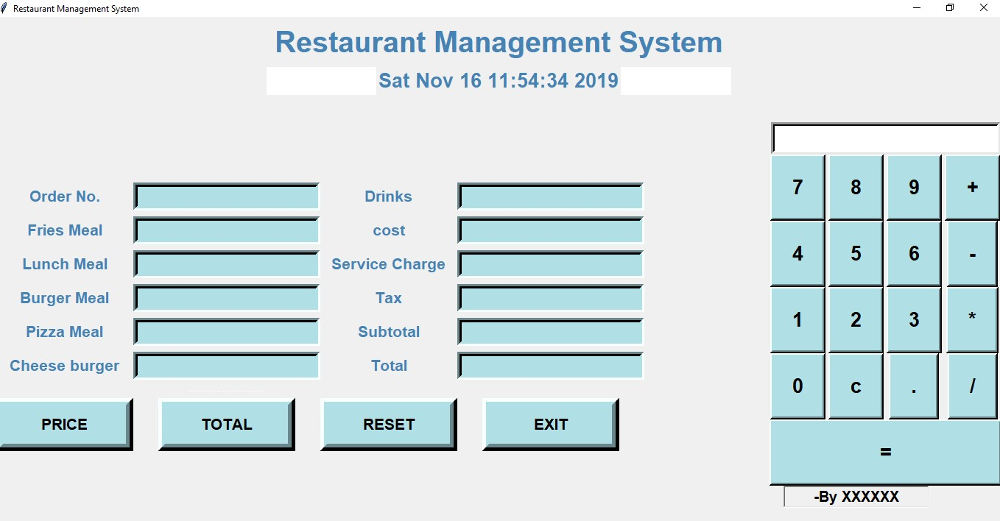 Restaurant Management System
Restaurant Management System
Sat Nov 16 11:54:34 2019
Order No.
Drinks
Fries Meal
cost
Lunch Meal
Service Charge
Burger Meal
Tax
Pizza Meal
Subtotal
Cheese burger
Total
PRICE TOTAL RESET EXIT
7 8 9 +
4 5 6 -
1 2 3 *
0 c . /
=
-By XXXXXX